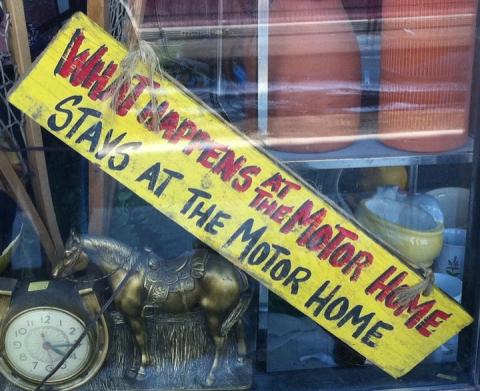 WHAT HAPPENS AT THE MOTOR HOME
STAYS AT THE MOTOR HOME